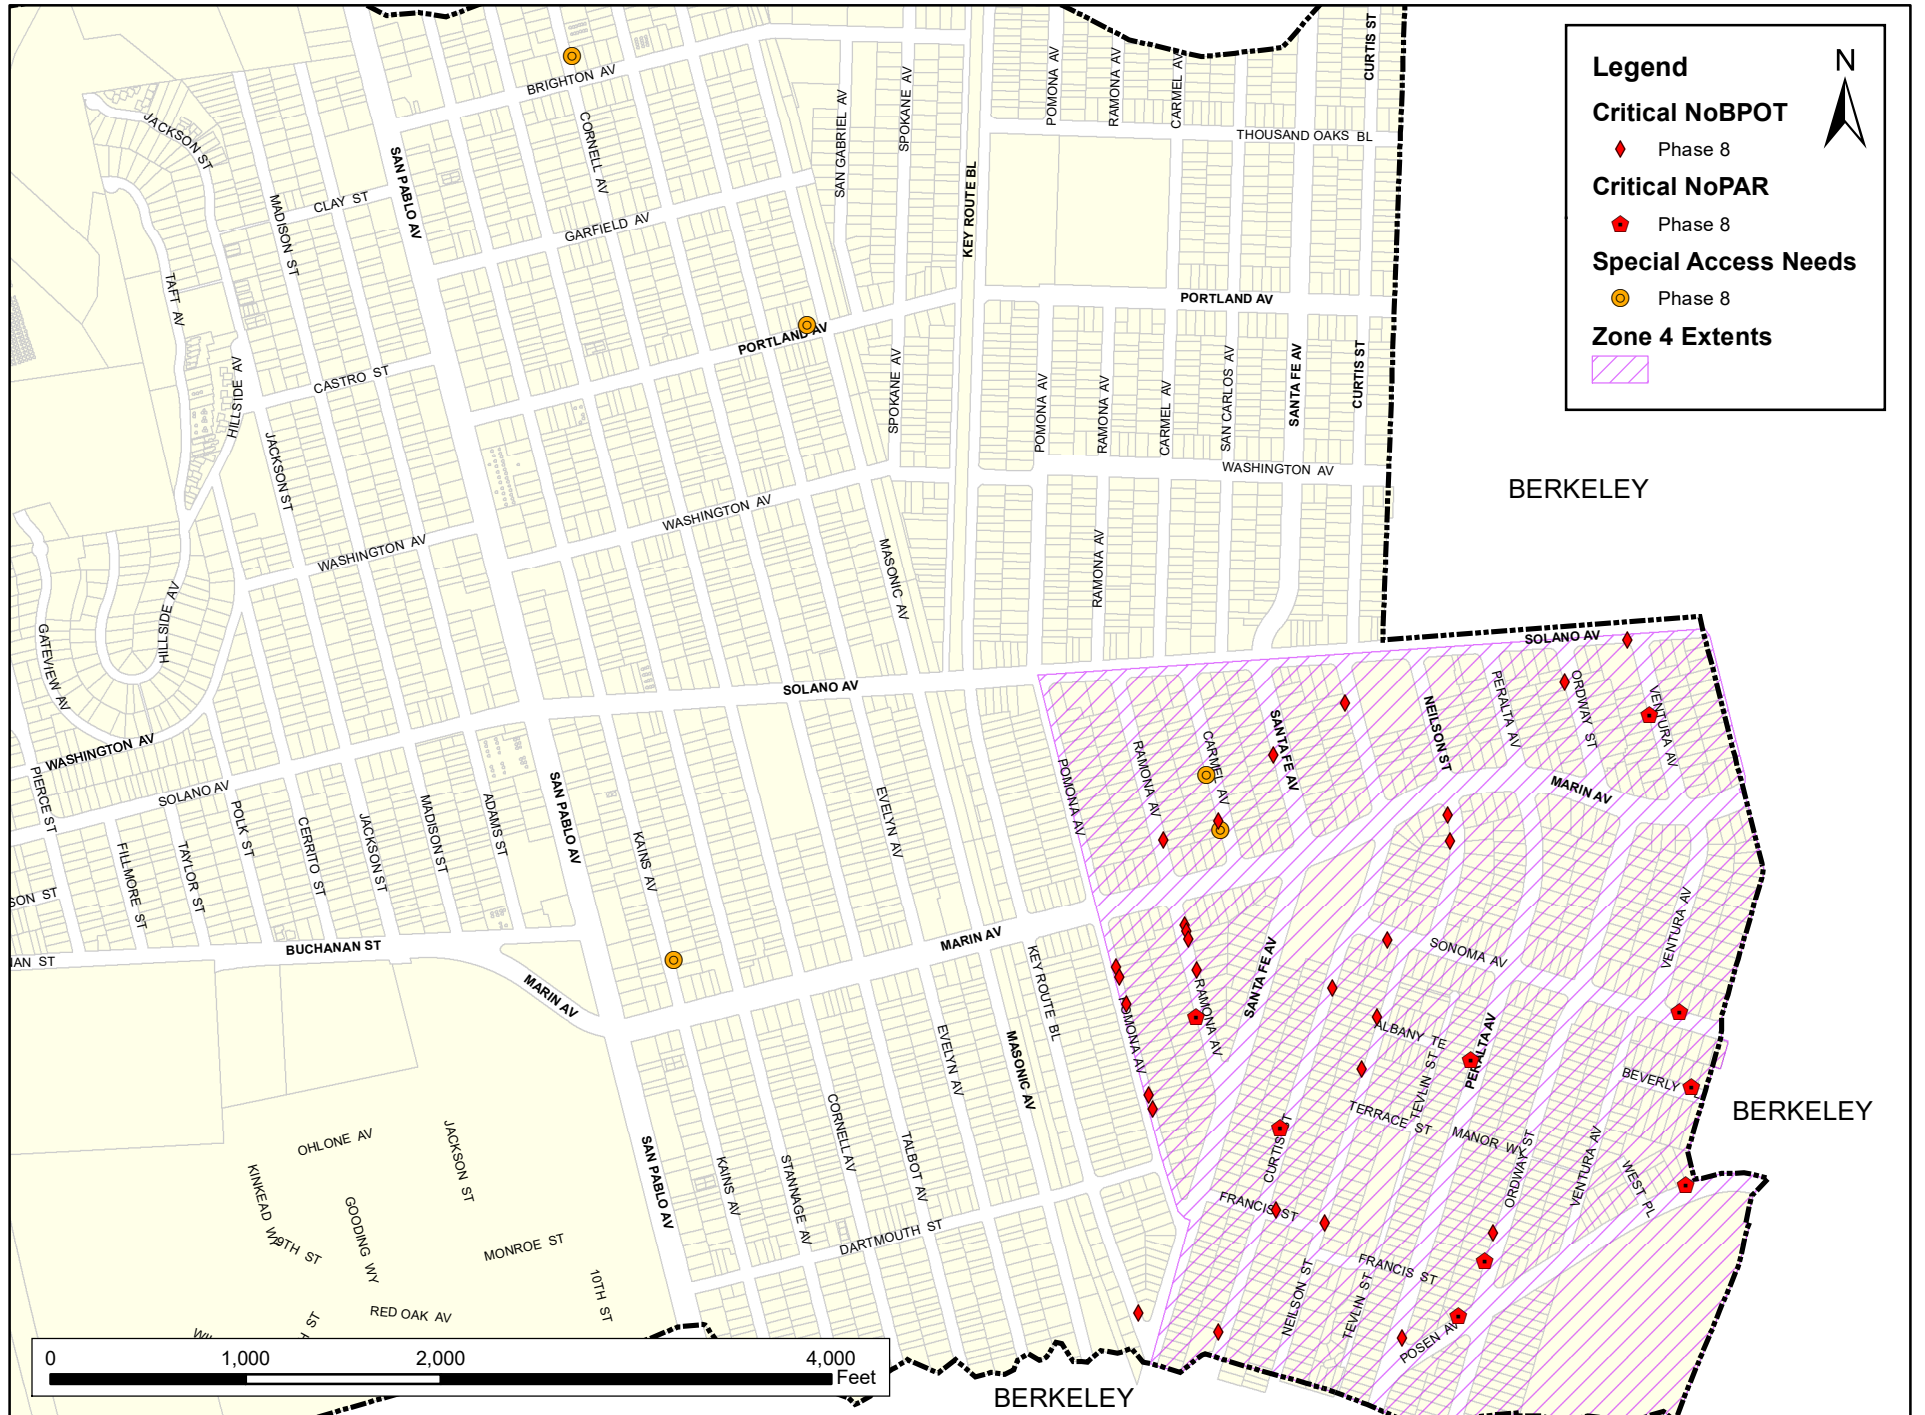 Legend
N
Critical NoBPOT
Phase 8
Critical NoPAR
Phase 8
Special Access Needs
Phase 8
Zone 4 Extents
BRIGHTON AV
JACKSON ST
CORNELL AV
SAN PABLO AV
SAN GABRIEL AV
SPOKANE AV
KEY ROUTE BL
POMONA AV
RAMONA AV
CARMEL AV
CURTIS ST
THOUSAND OAKS BL
MADISON ST
CLAY ST
GARFIELD AV
TAFT AV
HILLSIDE AV
CASTRO ST
PORTLAND AV
PORTLAND AV
SPOKANE AV
POMONA AV
RAMONA AV
CARMEL AV
SAN CARLOS AV
SANTA FE AV
CURTIS ST
JACKSON ST
WASHINGTON AV
WASHINGTON AV
WASHINGTON AV
BERKELEY
MASONIC AV
RAMONA AV
HILLSIDE AV
GATEVIEW AV
WASHINGTON AV
SOLANO AV
SOLANO AV
SOLANO AV
PIERCE ST
POLK ST
FILLMORE ST
TAYLOR ST
CERRITO ST
JACKSON ST
MADISON ST
ADAMS ST
SAN PABLO AV
KAINS AV
EVELYN AV
POMONA AV
RAMONA AV
CARMEL AV
SANTA FE AV
NEILSON ST
PERALTA AV
ORDWAY ST
VENTURA AV
MARIN AV
SON ST
NAN ST
BUCHANAN ST
MARIN AV
MARIN AV
KEY ROUTE BL
MASONIC AV
EVELYN AV
POMONA AV
RAMONA AV
SANTA FE AV
SONOMA AV
VENTURA AV
ALBANY TE
TEVLIN ST
PERALTA AV
BEVERLY
BERKELEY
TERRACE ST
MANOR WY
CURTIS ST
ORDWAY ST
VENTURA AV
WEST PL
FRANCIS ST
FRANCIS ST
OHLONE AV
JACKSON ST
KINKEAD WY
9TH ST
GOODING WY
MONROE ST
10TH ST
RED OAK AV
SAN PABLO AV
KAINS AV
STANNAGE AV
CORNELL AV
TALBOT AV
DARTMOUTH ST
NEILSON ST
TEVLIN ST
POSEN AV
0
1,000
2,000
4,000
Feet
BERKELEY